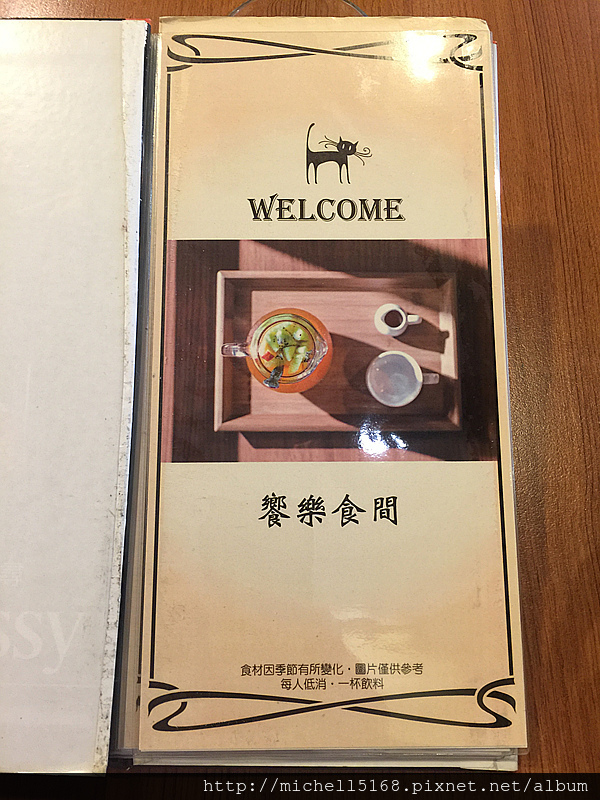 WELCOME
饗樂食間
食材因季節有所變化・圖片僅供參考
每人低消・一杯飲料
ssy
http://michell5168.pixnet.net/album